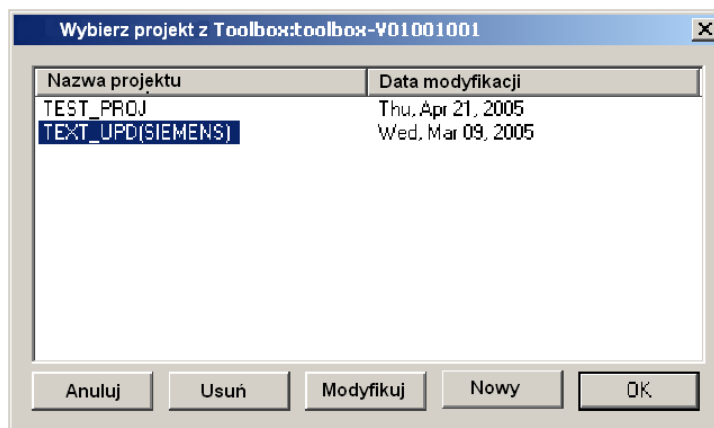 Wybierz projekt z Toolbox:toolbox-V01001001
Nazwa projektu Data modyfikacji
TEST_PROJ Thu, Apr 21, 2005
TEXT_UPD(SIEMENS) Wed, Mar 09, 2005
Anuluj Usuń Modyfikuj Nowy OK